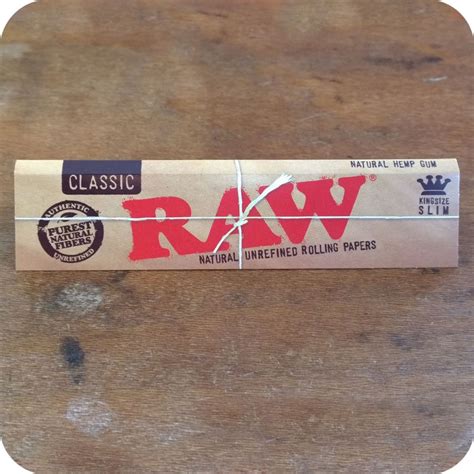 CLASSIC
NATURAL HEMP GUM
AUTHENTIC
PUREST
NATURAL
FIBERS
UNREFINED
RAW®
KINGSIZE
SLIM
NATURAL UNREFINED ROLLING PAPERS